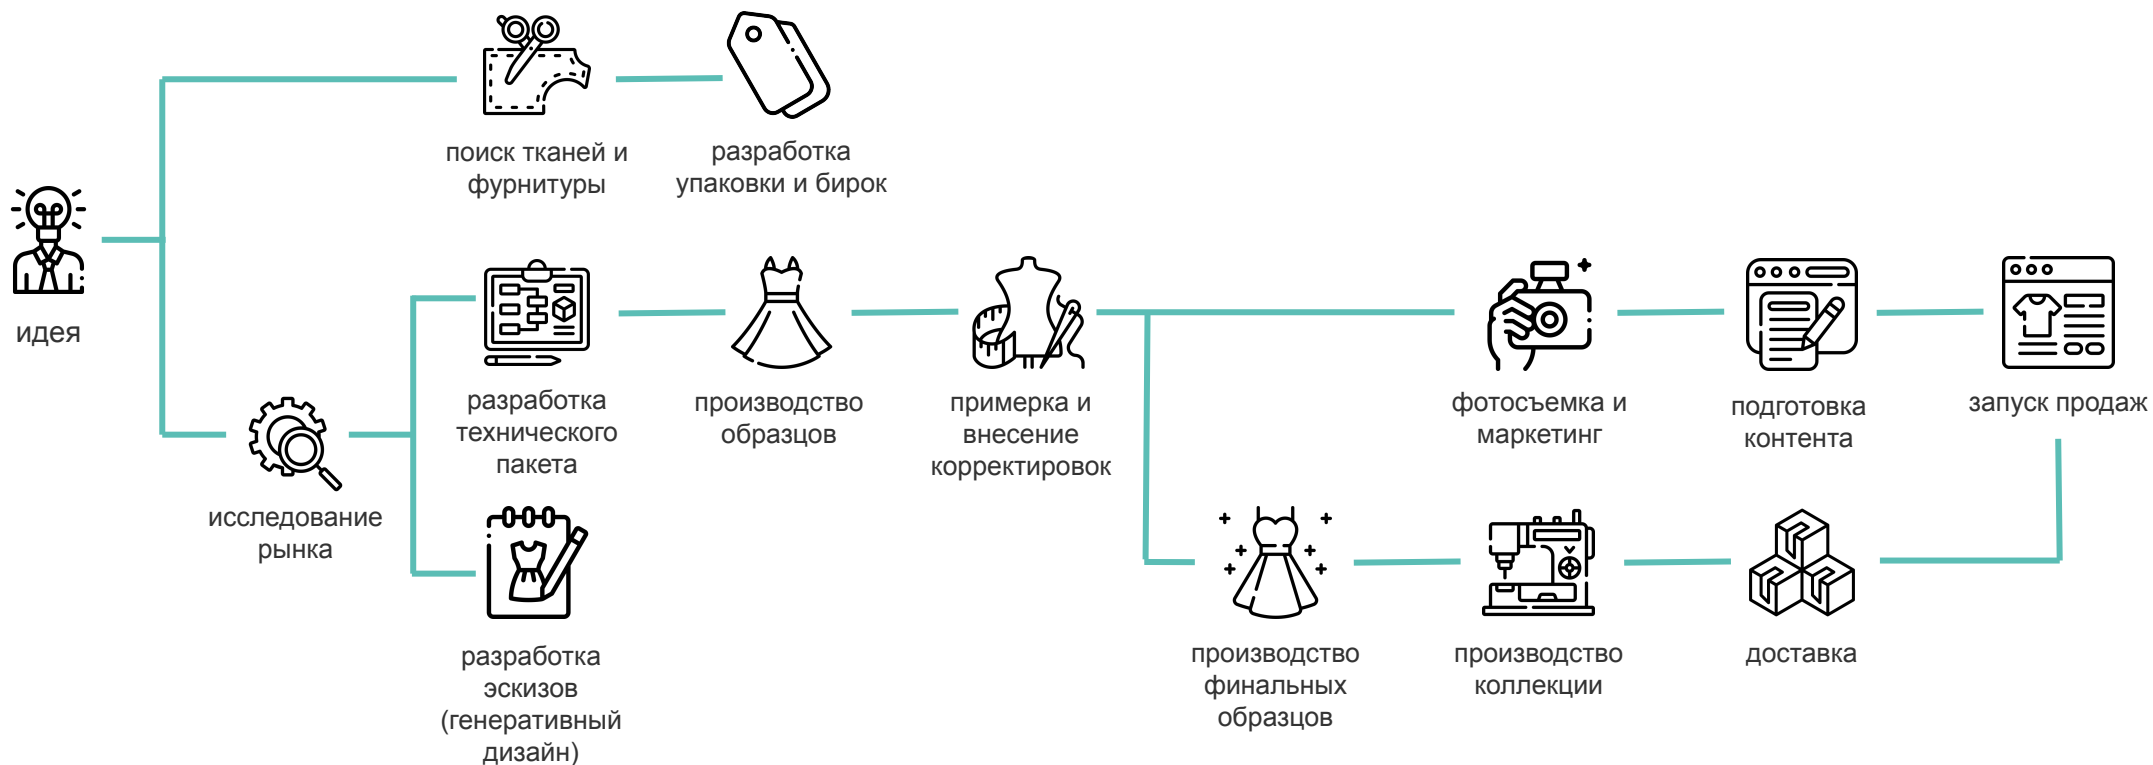 поиск тканей и
фурнитуры
разработка
упаковки и бирок
идея
разработка
технического
пакета
производство
образцов
примерка и
внесение
корректировок
фотосъемка и
маркетинг
подготовка
контента
запуск продаж
исследование
рынка
разработка
эскизов
(генеративный
дизайн)
производство
финальных
образцов
производство
коллекции
доставка